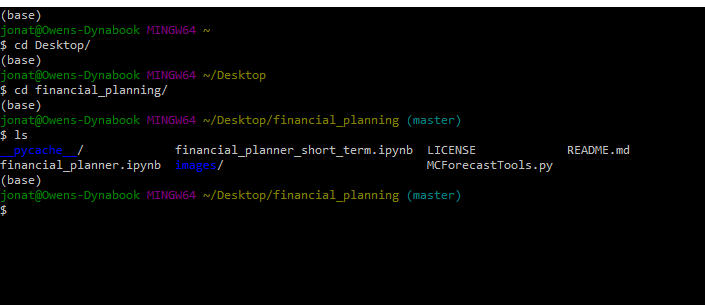 (base)
jonat@Owens-Dynabook MINGW64 ~
$ cd Desktop/
(base)
jonat@Owens-Dynabook MINGW64 ~/Desktop
$ cd financial_planning/
(base)
jonat@Owens-Dynabook MINGW64 ~/Desktop/financial_planning (master)
$ ls
__pycache__/ financial_planner_short_term.ipynb LICENSE README.md
financial_planner.ipynb images/ MCForecastTools.py
(base)
jonat@Owens-Dynabook MINGW64 ~/Desktop/financial_planning (master)
$